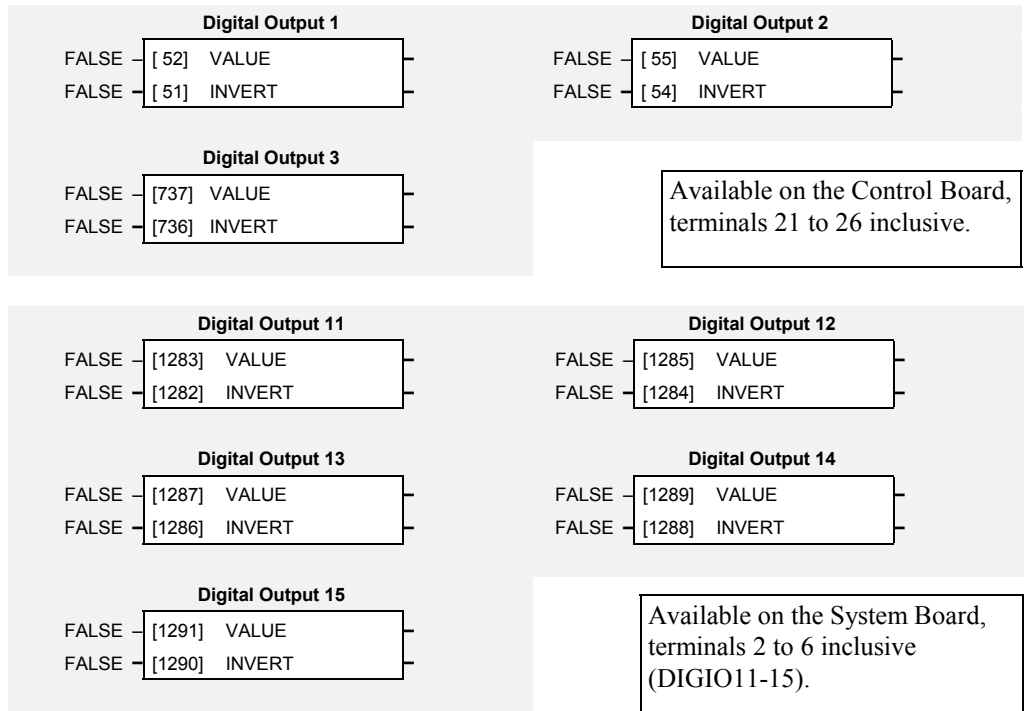 Digital Output 1
FALSE [ 52] VALUE
FALSE [ 51] INVERT
Digital Output 2
FALSE [ 55] VALUE
FALSE [ 54] INVERT
Digital Output 3
FALSE [737] VALUE
FALSE [736] INVERT
Available on the Control Board,
terminals 21 to 26 inclusive.
Digital Output 11
FALSE [1283] VALUE
FALSE [1282] INVERT
Digital Output 12
FALSE [1285] VALUE
FALSE [1284] INVERT
Digital Output 13
FALSE [1287] VALUE
FALSE [1286] INVERT
Digital Output 14
FALSE [1289] VALUE
FALSE [1288] INVERT
Digital Output 15
FALSE [1291] VALUE
FALSE [1290] INVERT
Available on the System Board,
terminals 2 to 6 inclusive
(DIGIO11-15).